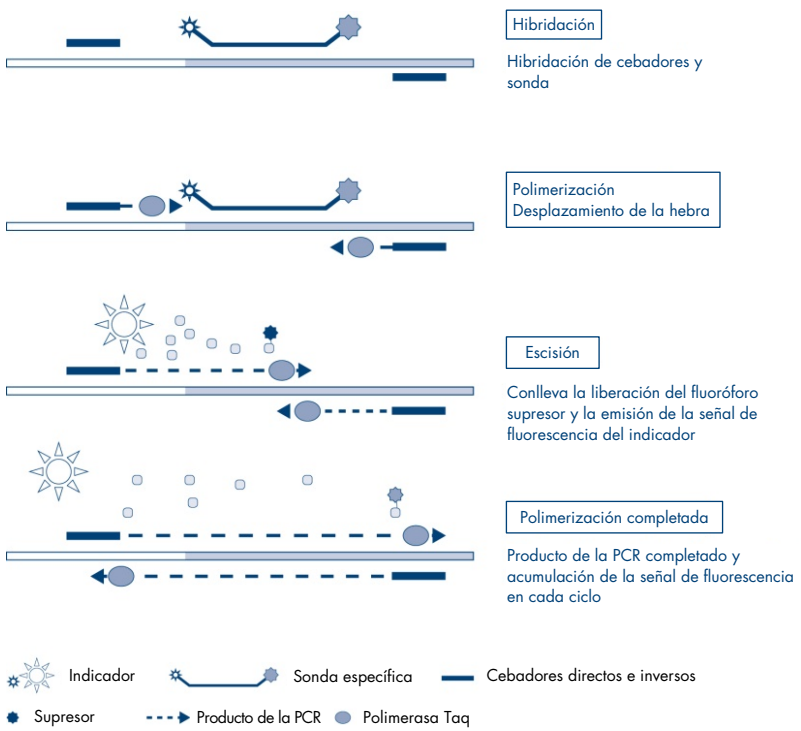 Hibridación
Hibridación de cebadores y
sonda
Polimerización
Desplazamiento de la hebra
Escisión
Conlleva la liberación del fluoróforo
supresor y la emisión de la señal de
fluorescencia del indicador
Polimerización completada
Producto de la PCR completado y
acumulación de la señal de fluorescencia
en cada ciclo
Indicador
Sonda específica
Cebadores directos e inversos
Supresor
Producto de la PCR
Polimerasa Taq